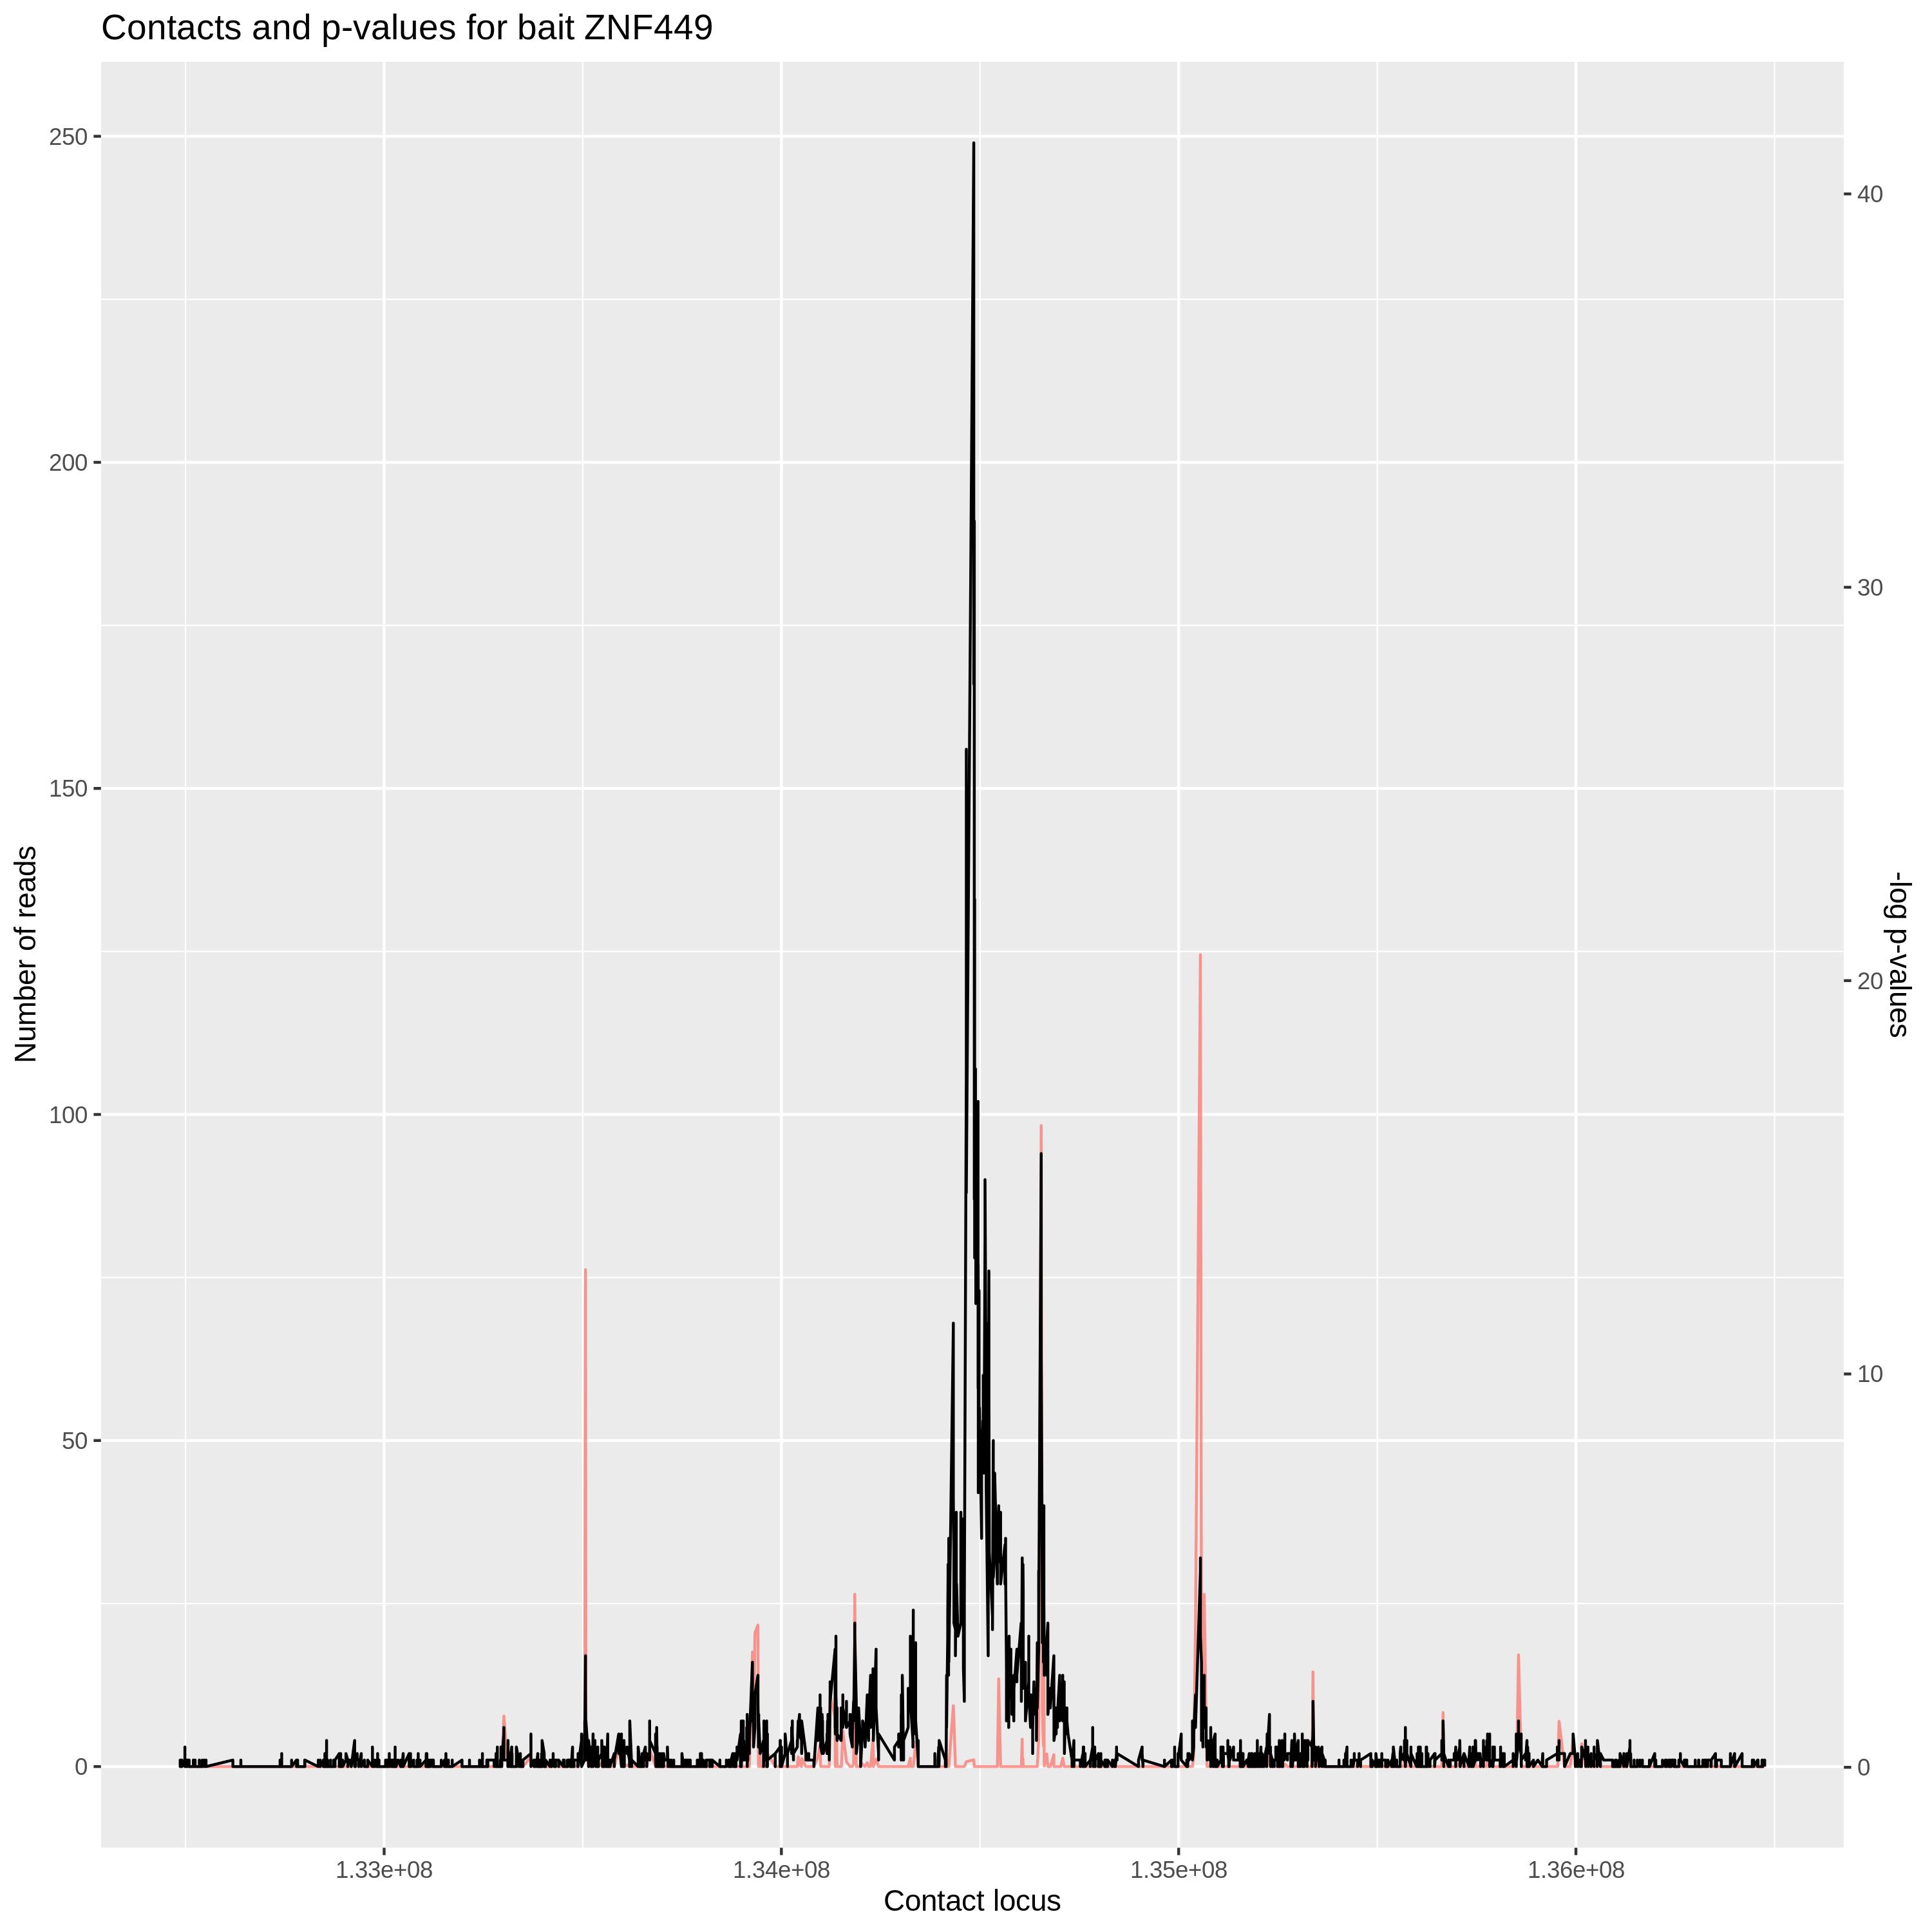 Contacts and p-values for bait ZNF449
250
200
150
100
50
0
Number of reads
40
30
20
10
0
-log p-values
1.33e+08
1.34e+08
1.35e+08
1.36e+08
Contact locus